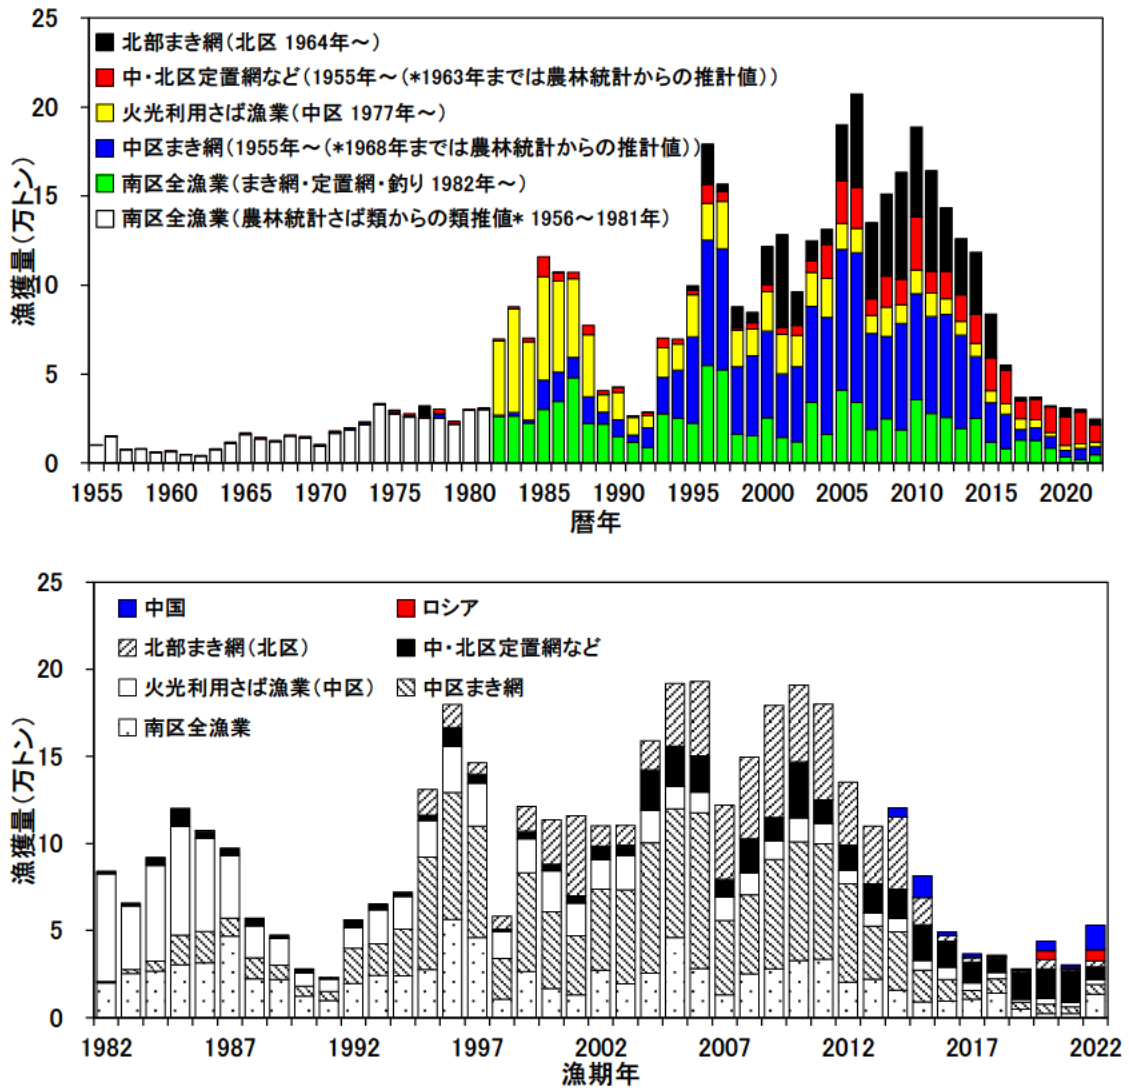 25
20
15
10
5
0
漁獲量(万トン)
北部まき網(北区 1964年~)
中・北区定置網など(1955年~(*1963年までは農林統計からの推計値))
火光利用さば漁業(中区 1977年~)
中区まき網(1955年~(*1968年までは農林統計からの推計値))
南区全漁業(まき網・定置網・釣り 1982年~)
南区全漁業(農林統計さば類からの類推値* 1956~1981年)
1955 1960 1965 1970 1975 1980 1985 1990 1995 2000 2005 2010 2015 2020
暦年
25
20
15
10
5
0
漁獲量(万トン)
中国 ロシア
北部まき網(北区) 中・北区定置網など
火光利用さば漁業(中区) 中区まき網
南区全漁業
1982 1987 1992 1997 2002 2007 2012 2017 2022
漁期年